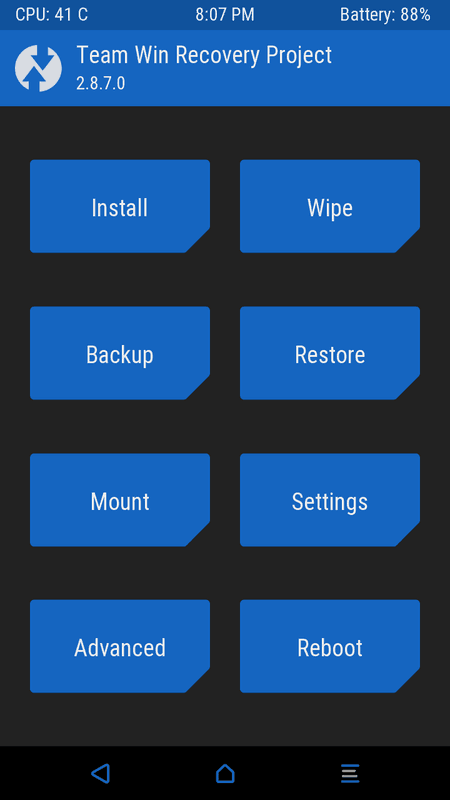 CPU: 41 C 8:07 PM Battery: 88%
Team Win Recovery Project
2.8.7.0
Install Wipe
Backup Restore
Mount Settings
Advanced Reboot